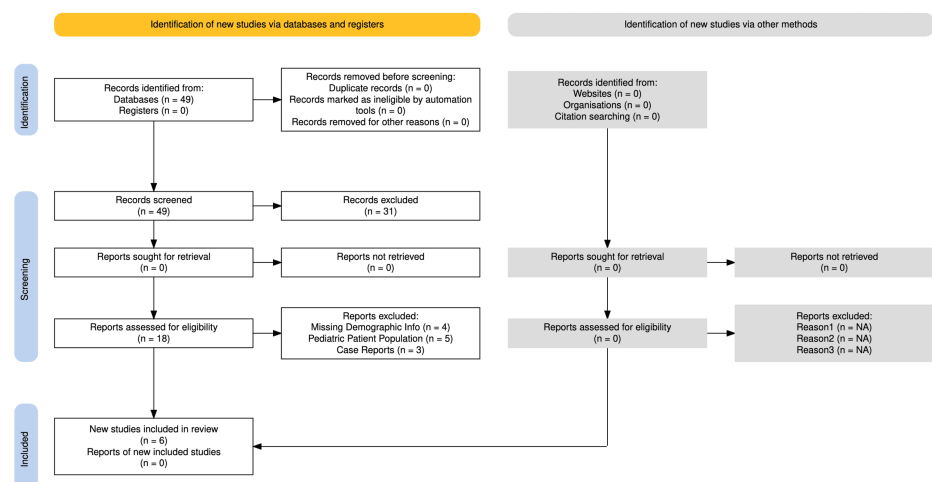 Identification of new studies via databases and registers
Identification of new studies via other methods
Identification
Records identified from:
Databases (n = 49)
Registers (n = 0)
Records removed before screening:
Duplicate records (n = 0)
Records marked as ineligible by automation
tools (n = 0)
Records removed for other reasons (n = 0)
Records identified from:
Websites (n = 0)
Organisations (n = 0)
Citation searching (n = 0)
Screening
Records screened
(n = 49)
Records excluded
(n = 31)
Reports sought for retrieval
(n = 0)
Reports not retrieved
(n = 0)
Reports sought for retrieval
(n = 0)
Reports not retrieved
(n = 0)
Reports assessed for eligibility
(n = 18)
Reports excluded:
Missing Demographic Info (n = 4)
Pediatric Patient Population (n = 5)
Case Reports (n = 3)
Reports assessed for eligibility
(n = 0)
Reports excluded:
Reason1 (n = NA)
Reason2 (n = NA)
Reason3 (n = NA)
Included
New studies included in review
(n = 6)
Reports of new included studies
(n = 0)